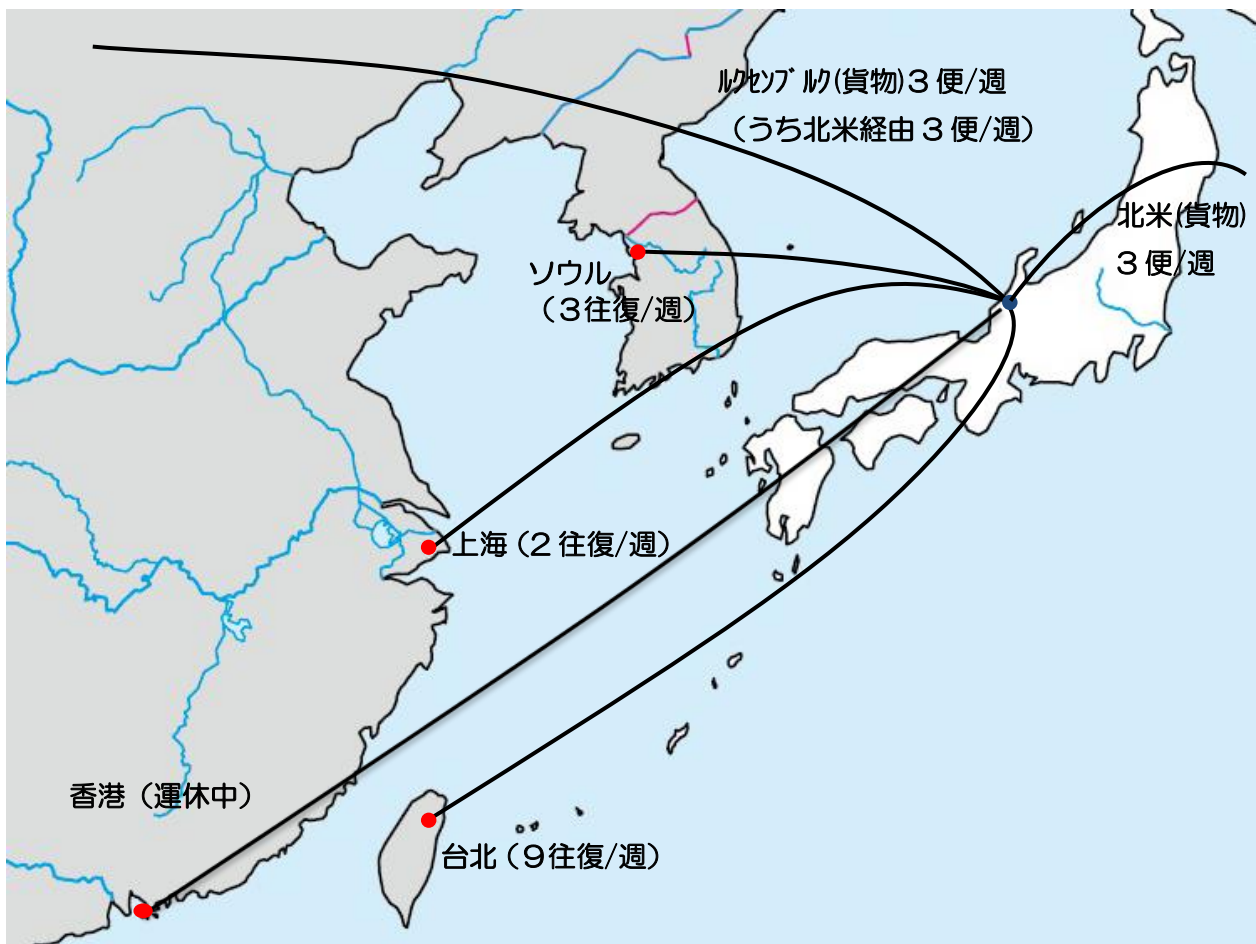 ルクセンブルク(貨物)3便/週
(うち北米経由3便/週)
北米(貨物)
3便/週
ソウル
(3往復/週)
上海(2往復/週)
香港(運休中)
台北(9往復/週)